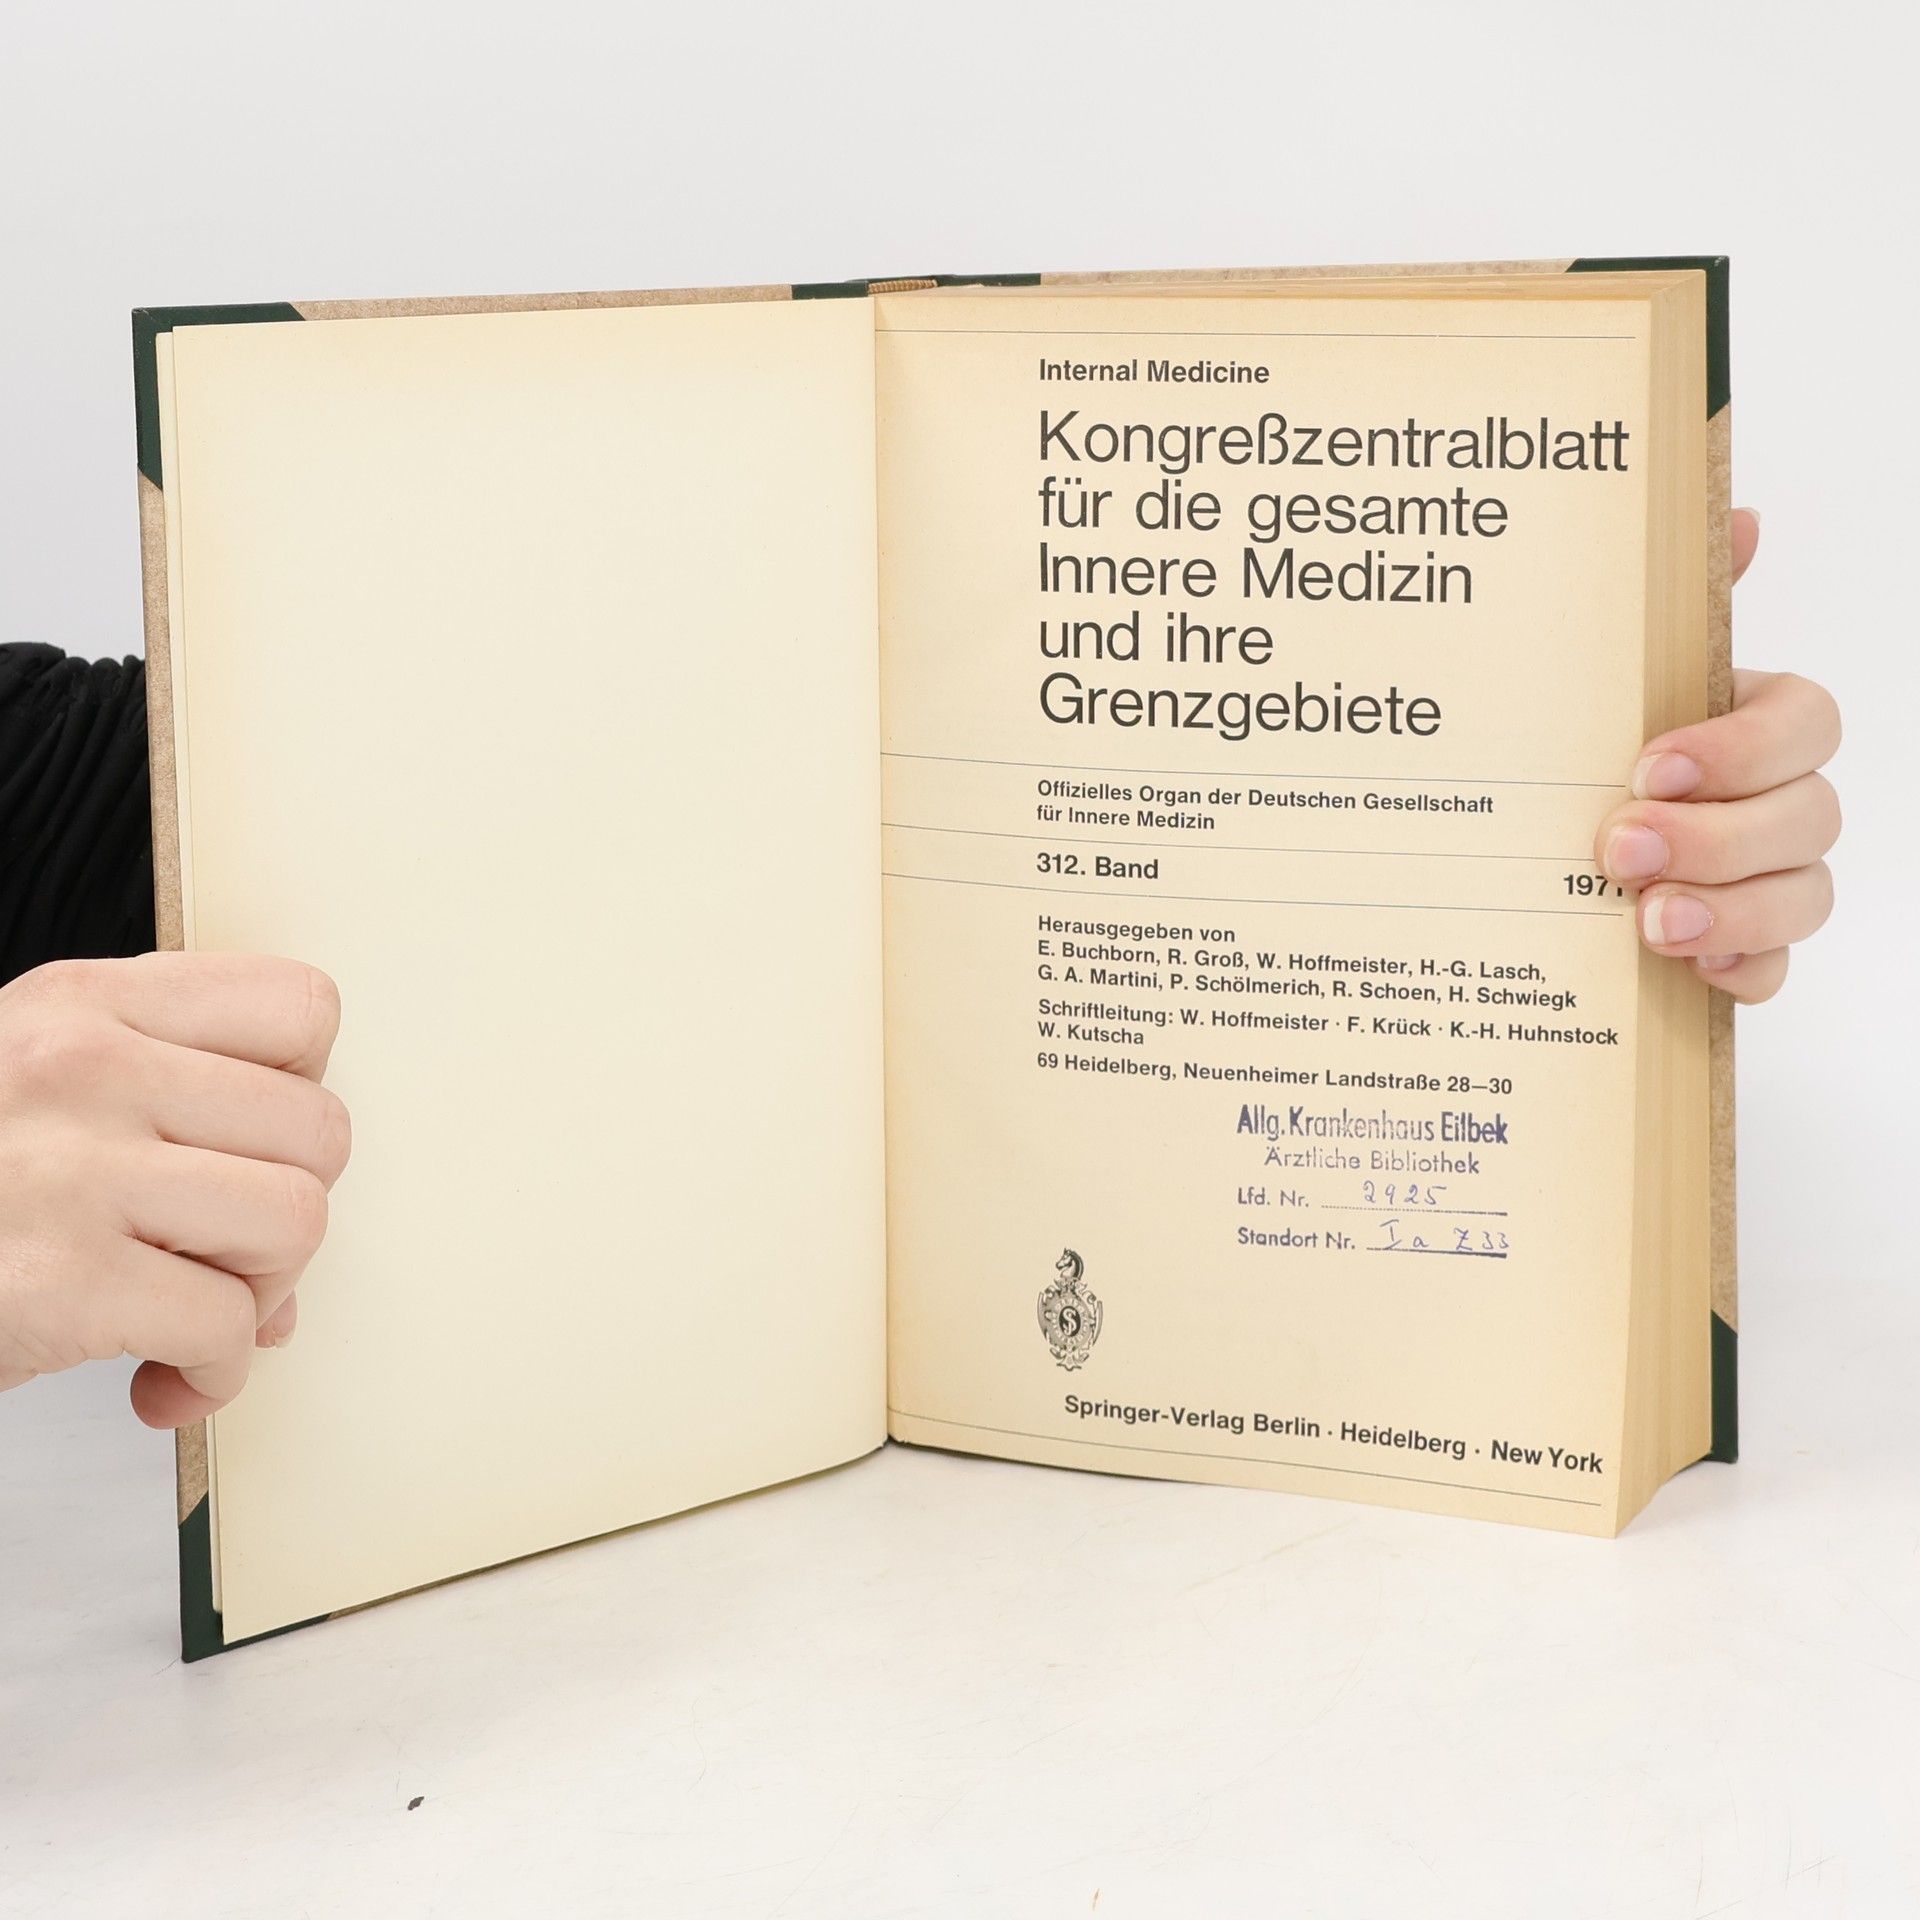 Internal Medicine
Kongreßzentralblatt
für die gesamte
Innere Medizin
und ihre
Grenzgebiete
Offizielles Organ der Deutschen Gesellschaft
für Innere Medizin
312. Band 1971
Herausgegeben von
E. Buchborn, R. Groß, W. Hoffmeister, H.-G. Lasch,
G. A. Martini, P. Schölmerich, R. Schoen, H. Schwiegk
Schriftleitung: W. Hoffmeister · F. Krück · K.-H. Huhnstock
W. Kutscha
69 Heidelberg, Neuenheimer Landstraße 28—30
Allg. Krankenhaus Eilbek
Ärztliche Bibliothek
Lfd. Nr. 2925
Standort Nr. I a Z 33
Springer-Verlag Berlin · Heidelberg · New York